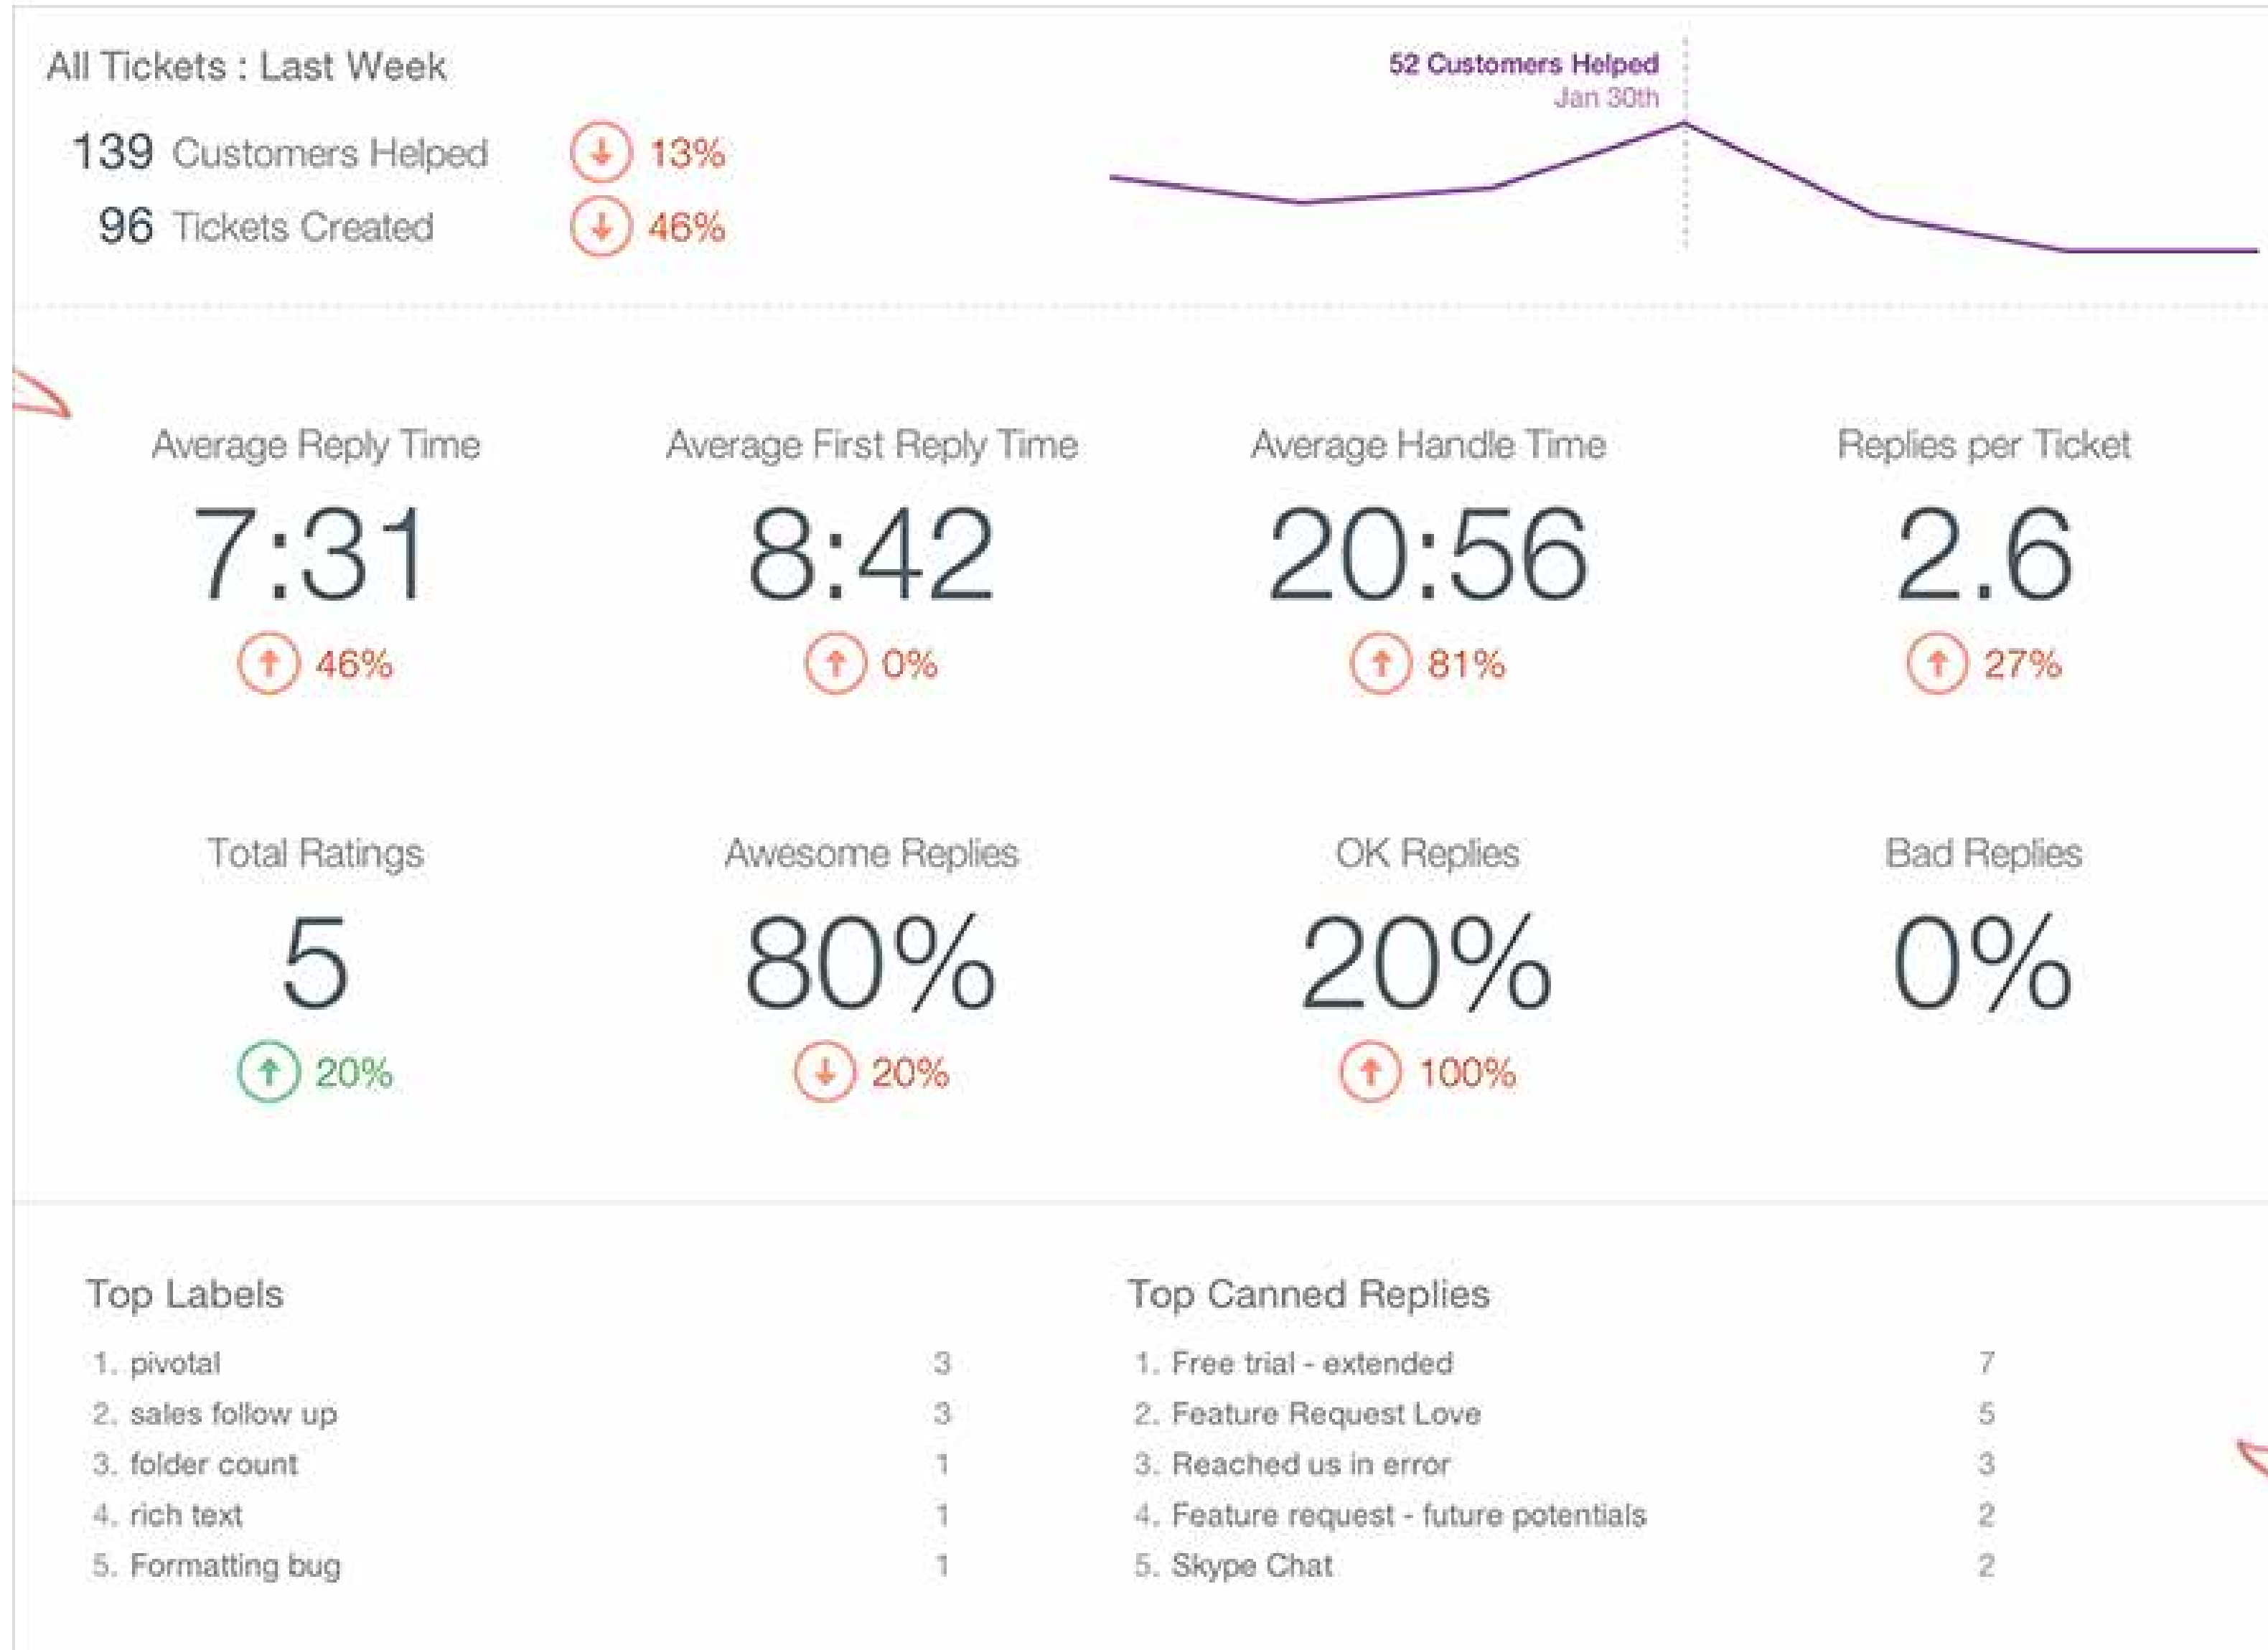 All Tickets : Last Week
52 Customers Helped
Jan 30th
139 Customers Helped 13%
96 Tickets Created 46%
Average Reply Time Average First Reply Time Average Handle Time Replies per Ticket
7:31 8:42 20:56 2.6
46% 0% 81% 27%
Total Ratings Awesome Replies OK Replies Bad Replies
5 80% 20% 0%
20% 20% 100%
Top Labels
1. pivotal 3
2. sales follow up 3
3. folder count 1
4. rich text 1
5. Formatting bug 1
Top Canned Replies
1. Free trial - extended 7
2. Feature Request Love 5
3. Reached us in error 3
4. Feature request - future potentials 2
5. Skype Chat 2